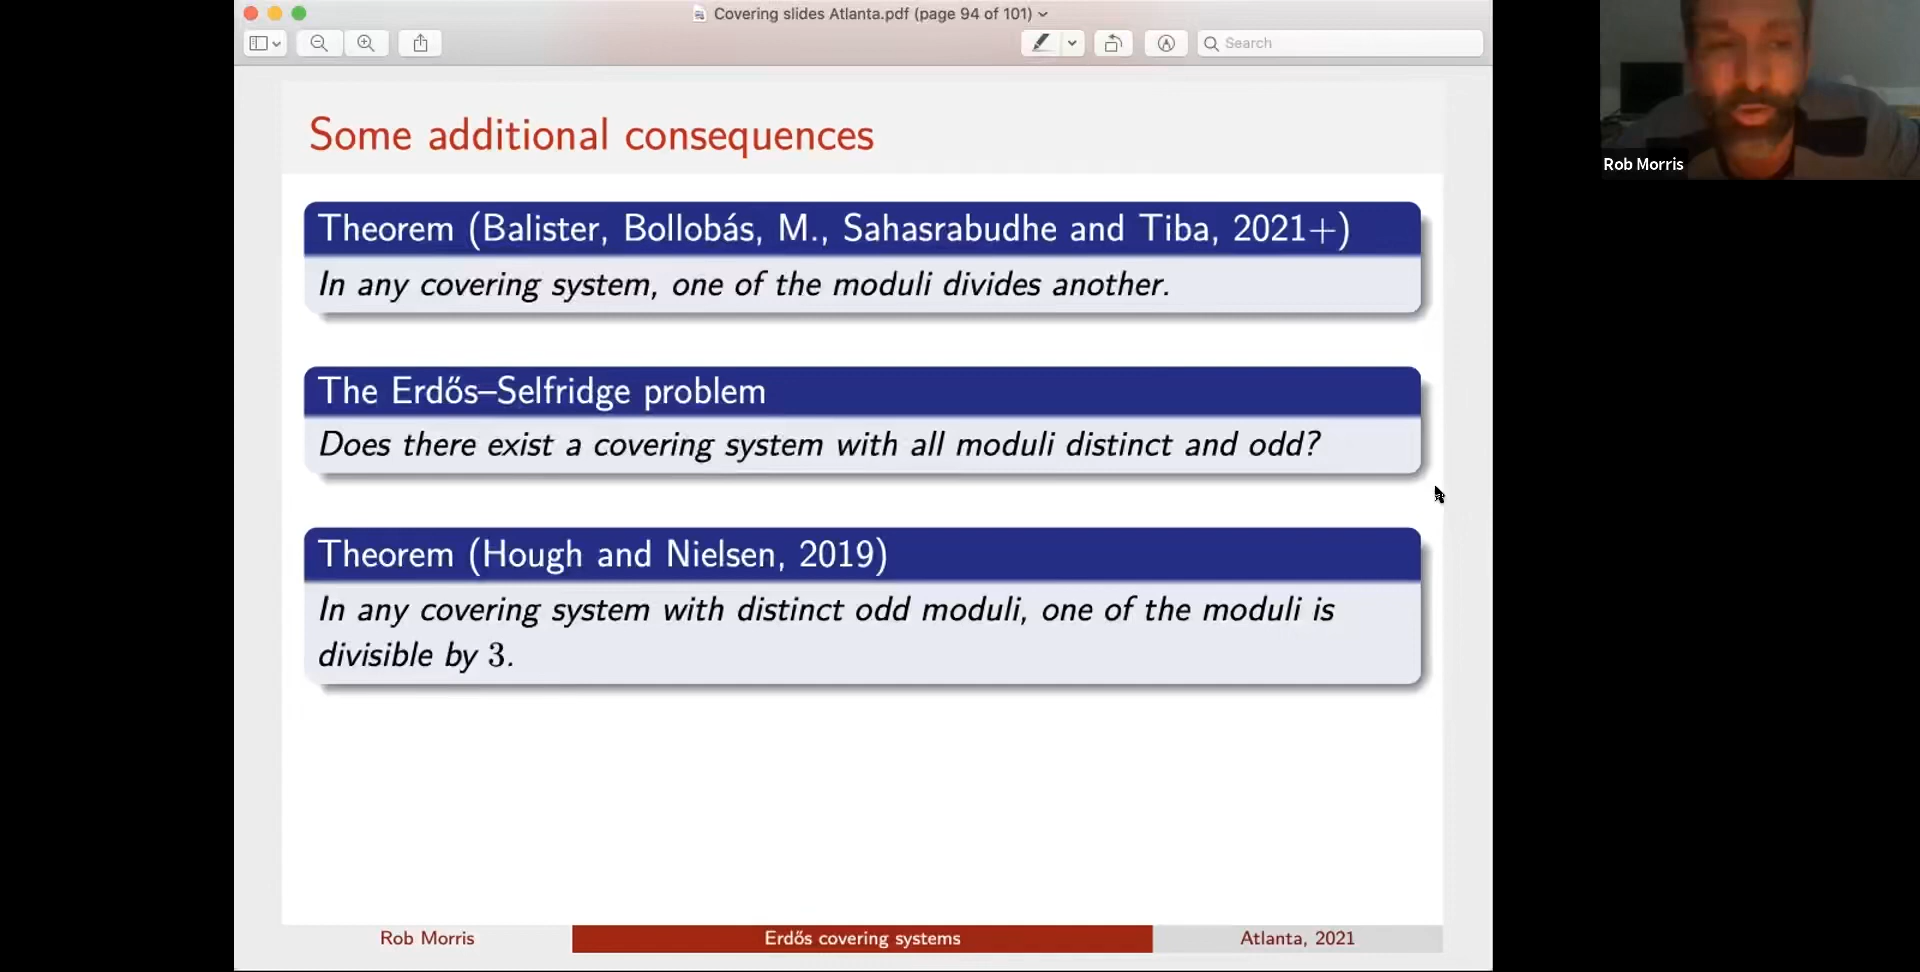 Covering slides Atlanta.pdf (page 94 of 101)
Search
Some additional consequences
Theorem (Balister, Bollobás, M., Sahasrabudhe and Tiba, 2021+)
In any covering system, one of the moduli divides another.
The Erdős–Selfridge problem
Does there exist a covering system with all moduli distinct and odd?
Theorem (Hough and Nielsen, 2019)
In any covering system with distinct odd moduli, one of the moduli is
divisible by 3.
Rob Morris
Erdős covering systems
Atlanta, 2021
Rob Morris